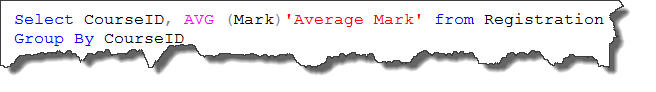 Select CourseID, AVG (Mark)'Average Mark' from Registration
Group By CourseID